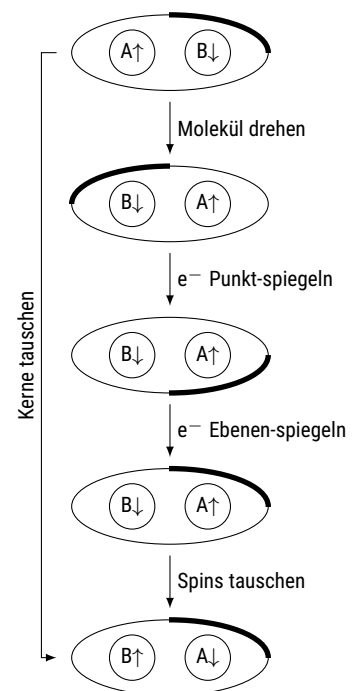 A↑ B↓
Molekül drehen
B↓ A↑
e⁻ Punkt-spiegeln
B↓ A↑
e⁻ Ebenen-spiegeln
B↓ A↑
Spins tauschen
B↑ A↓
Kerne tauschen